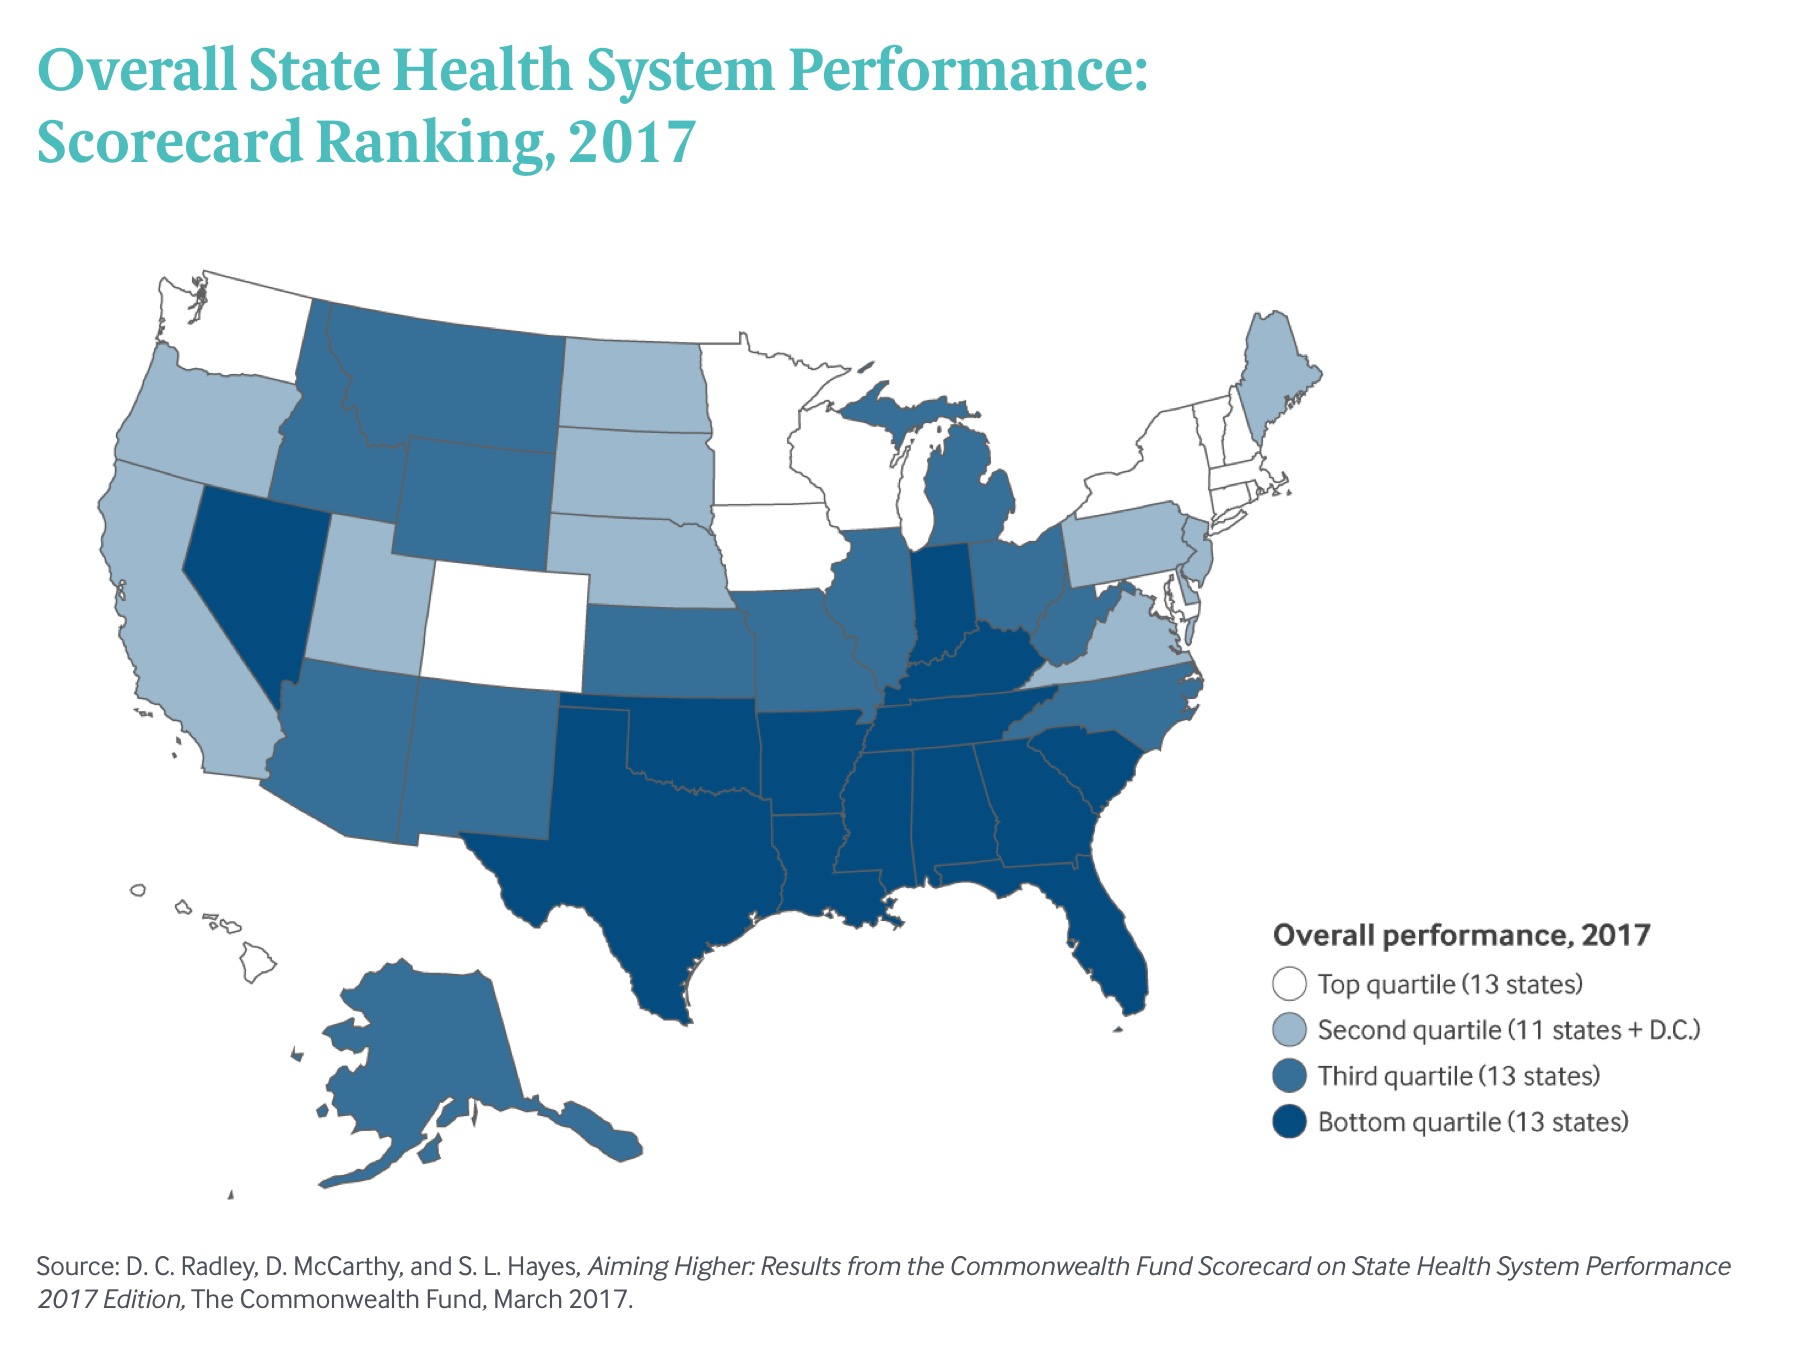 Overall State Health System Performance:
Scorecard Ranking, 2017
Overall performance, 2017
Top quartile (13 states)
Second quartile (11 states + D.C.)
Third quartile (13 states)
Bottom quartile (13 states)
Source: D. C. Radley, D. McCarthy, and S. L. Hayes, Aiming Higher: Results from the Commonwealth Fund Scorecard on State Health System Performance
2017 Edition, The Commonwealth Fund, March 2017.